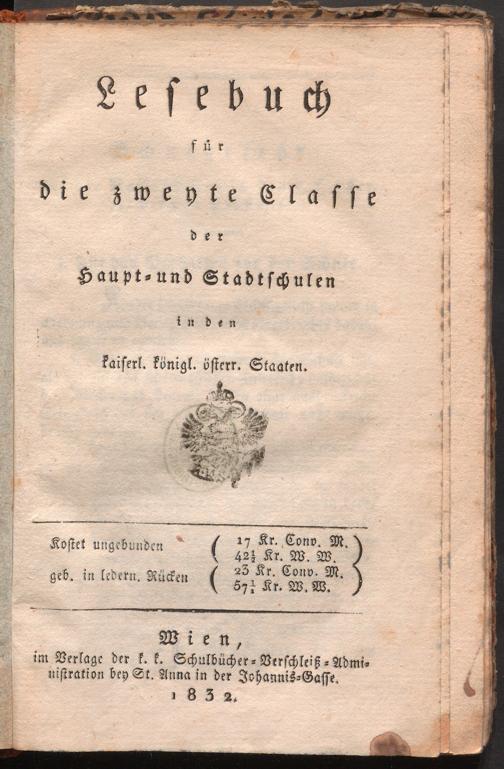 Lesebuch
für
die zweyte Classe
der
Haupt- und Stadtschulen
in den
kaiserl. königl. österr. Staaten.
Kostet ungebunden ( 17 Kr. Conv. M. )
( 42½ Kr. W. W. )
geb. in ledern. Rücken ( 23 Kr. Conv. M. )
( 57½ Kr. W. W. )
Wien,
im Verlage der k. k. Schulbücher-Verschleiß-Admi-
nistration bey St. Anna in der Johannis-Gasse.
1832.